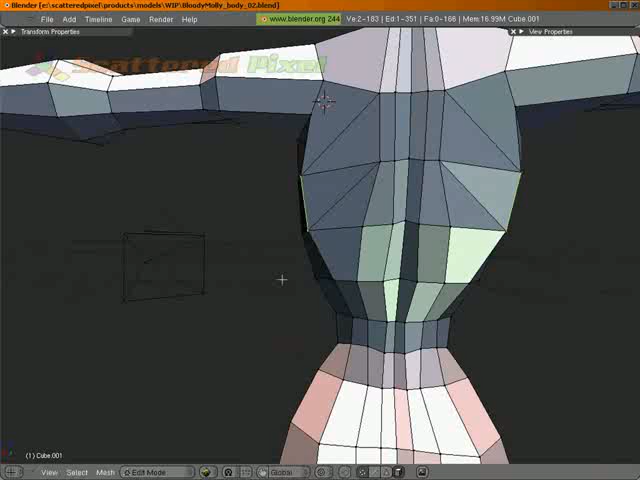 Blender [e:\scatteredpixel\products\models\WIP\BloodyMolly_body_02.blend]
File Add Timeline Game Render Help www.blender.org 244 Ve:2-183 | Ed:1-351 | Fa:0-168 | Mem:16.99M Cube.001
Transform Properties View Properties
Scattered Pixel
(1) Cube.001
View Select Mesh Edit Mode Global